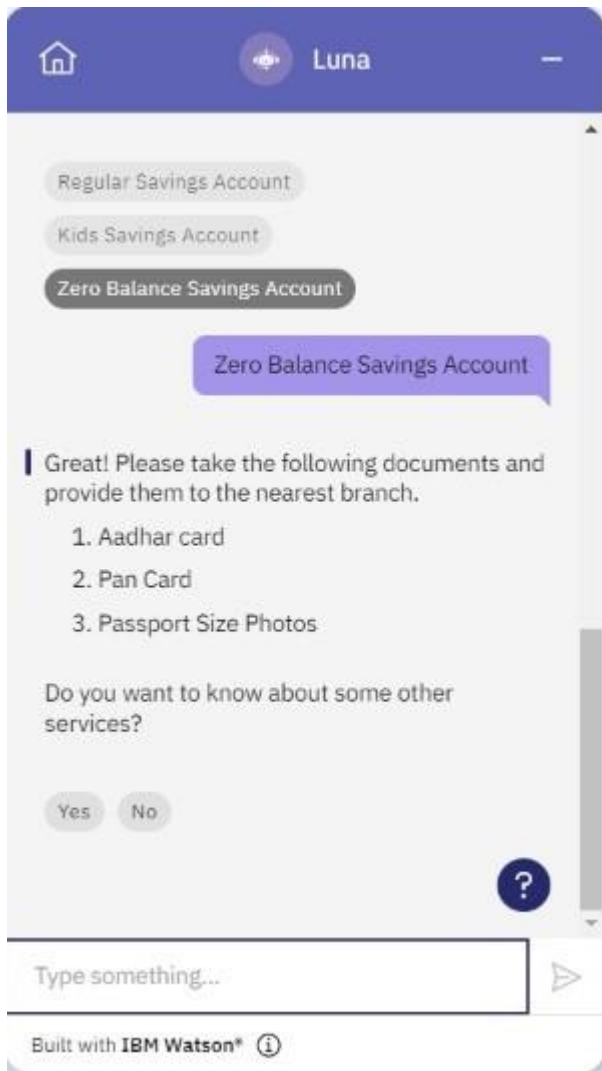 Luna
Regular Savings Account
Kids Savings Account
Zero Balance Savings Account
Zero Balance Savings Account
Great! Please take the following documents and
provide them to the nearest branch.
1. Aadhar card
2. Pan Card
3. Passport Size Photos
Do you want to know about some other
services?
Yes No
?
Type something...
Built with IBM Watson®